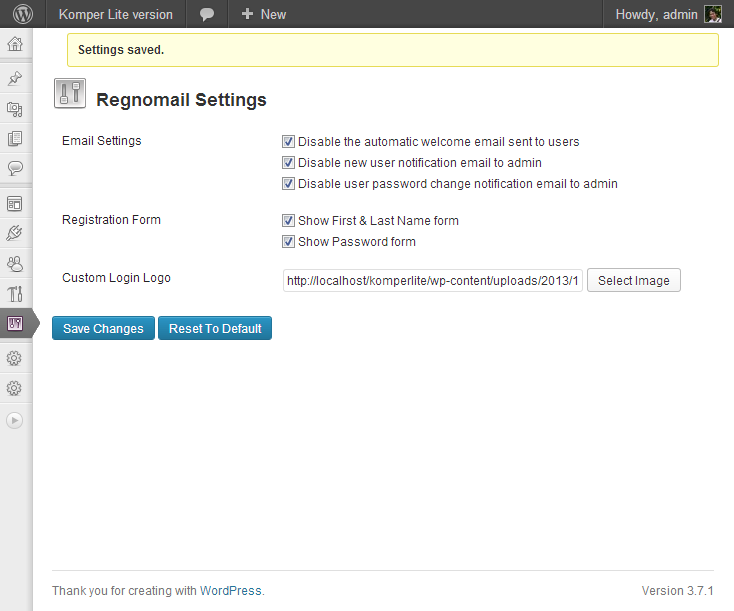 Komper Lite version New Howdy, admin
Settings saved.
Regnomail Settings
Email Settings
Disable the automatic welcome email sent to users
Disable new user notification email to admin
Disable user password change notification email to admin
Registration Form
Show First & Last Name form
Show Password form
Custom Login Logo
http://localhost/komperlite/wp-content/uploads/2013/1 Select Image
Save Changes Reset To Default
Thank you for creating with WordPress. Version 3.7.1